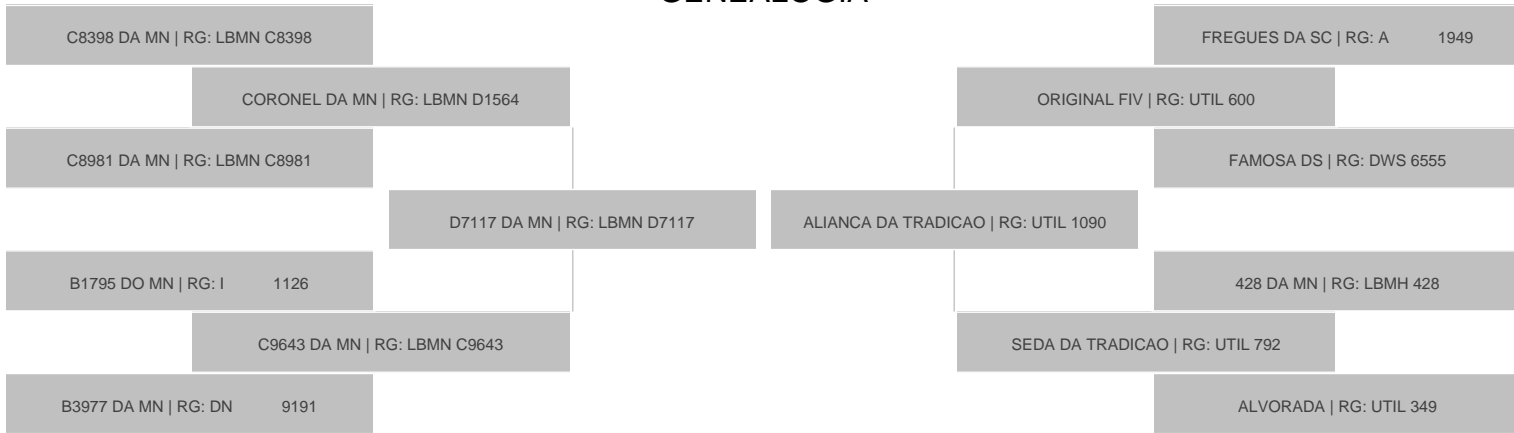 GENEALOGIA
C8398 DA MN | RG: LBMN C8398
FREGUES DA SC | RG: A 1949
CORONEL DA MN | RG: LBMN D1564
ORIGINAL FIV | RG: UTIL 600
C8981 DA MN | RG: LBMN C8981
FAMOSA DS | RG: DWS 6555
D7117 DA MN | RG: LBMN D7117
ALIANCA DA TRADICAO | RG: UTIL 1090
B1795 DO MN | RG: I 1126
428 DA MN | RG: LBMH 428
C9643 DA MN | RG: LBMN C9643
SEDA DA TRADICAO | RG: UTIL 792
B3977 DA MN | RG: DN 9191
ALVORADA | RG: UTIL 349